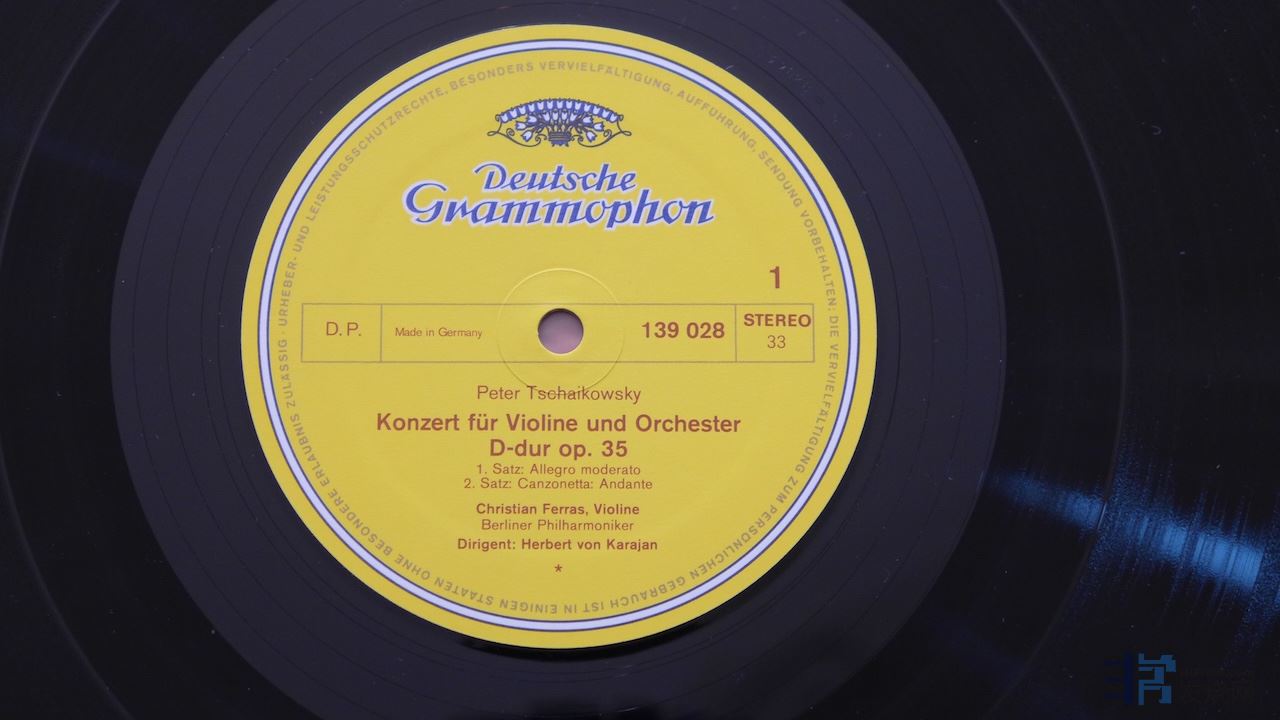 URHEBER- UND LEISTUNGSSCHUTZRECHTE, BESONDERS VERVIELFÄLTIGUNG, AUFFÜHRUNG, SENDUNG VORBEHALTEN; DIE VERVIELFÄLTIGUNG ZUM PERSÖNLICHEN GEBRAUCH IST IN EINIGEN STAATEN OHNE BESONDERE ERLAUBNIS ZULÄSSIG ·
Deutsche
Grammophon
1
D. P. Made in Germany 139 028 STEREO
33
Peter Tschaikowsky
Konzert für Violine und Orchester
D-dur op. 35
1. Satz: Allegro moderato
2. Satz: Canzonetta: Andante
Christian Ferras, Violine
Berliner Philharmoniker
Dirigent: Herbert von Karajan
*